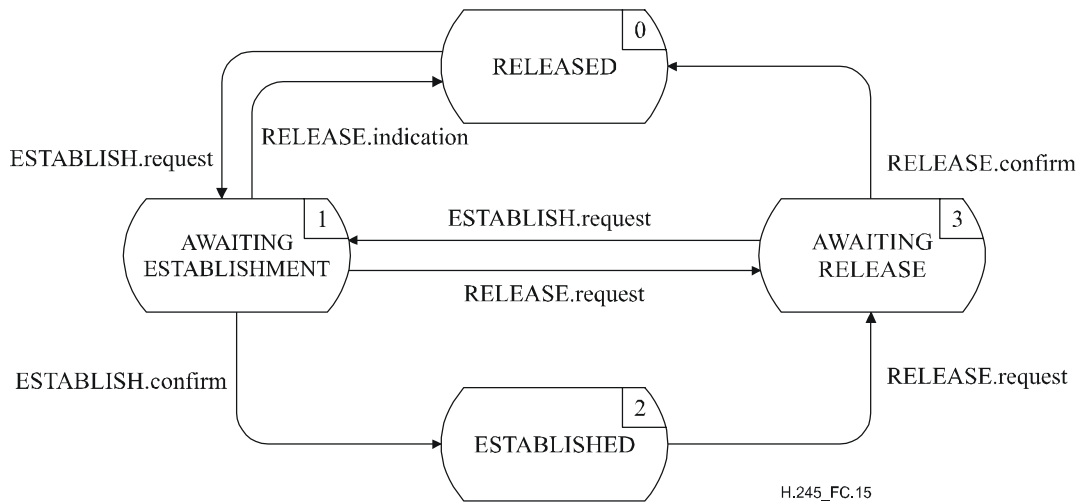 0
RELEASED
RELEASE.indication
ESTABLISH.request
RELEASE.confirm
1
AWAITING
ESTABLISHMENT
ESTABLISH.request
RELEASE.request
3
AWAITING
RELEASE
ESTABLISH.confirm
RELEASE.request
2
ESTABLISHED
H.245_FC.15